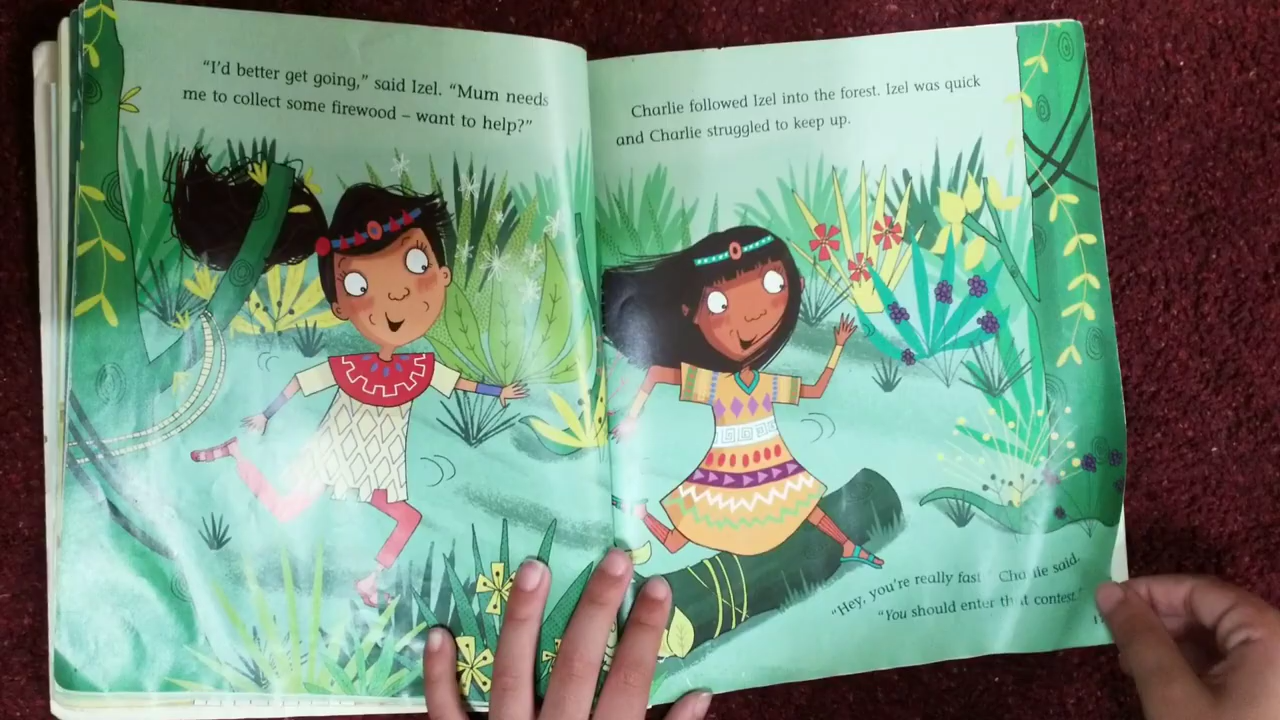 “I’d better get going,” said Izel. “Mum needs
me to collect some firewood – want to help?”
Charlie followed Izel into the forest. Izel was quick
and Charlie struggled to keep up.
“Hey, you’re really fast Charlie said.
“You should enter that contest.”